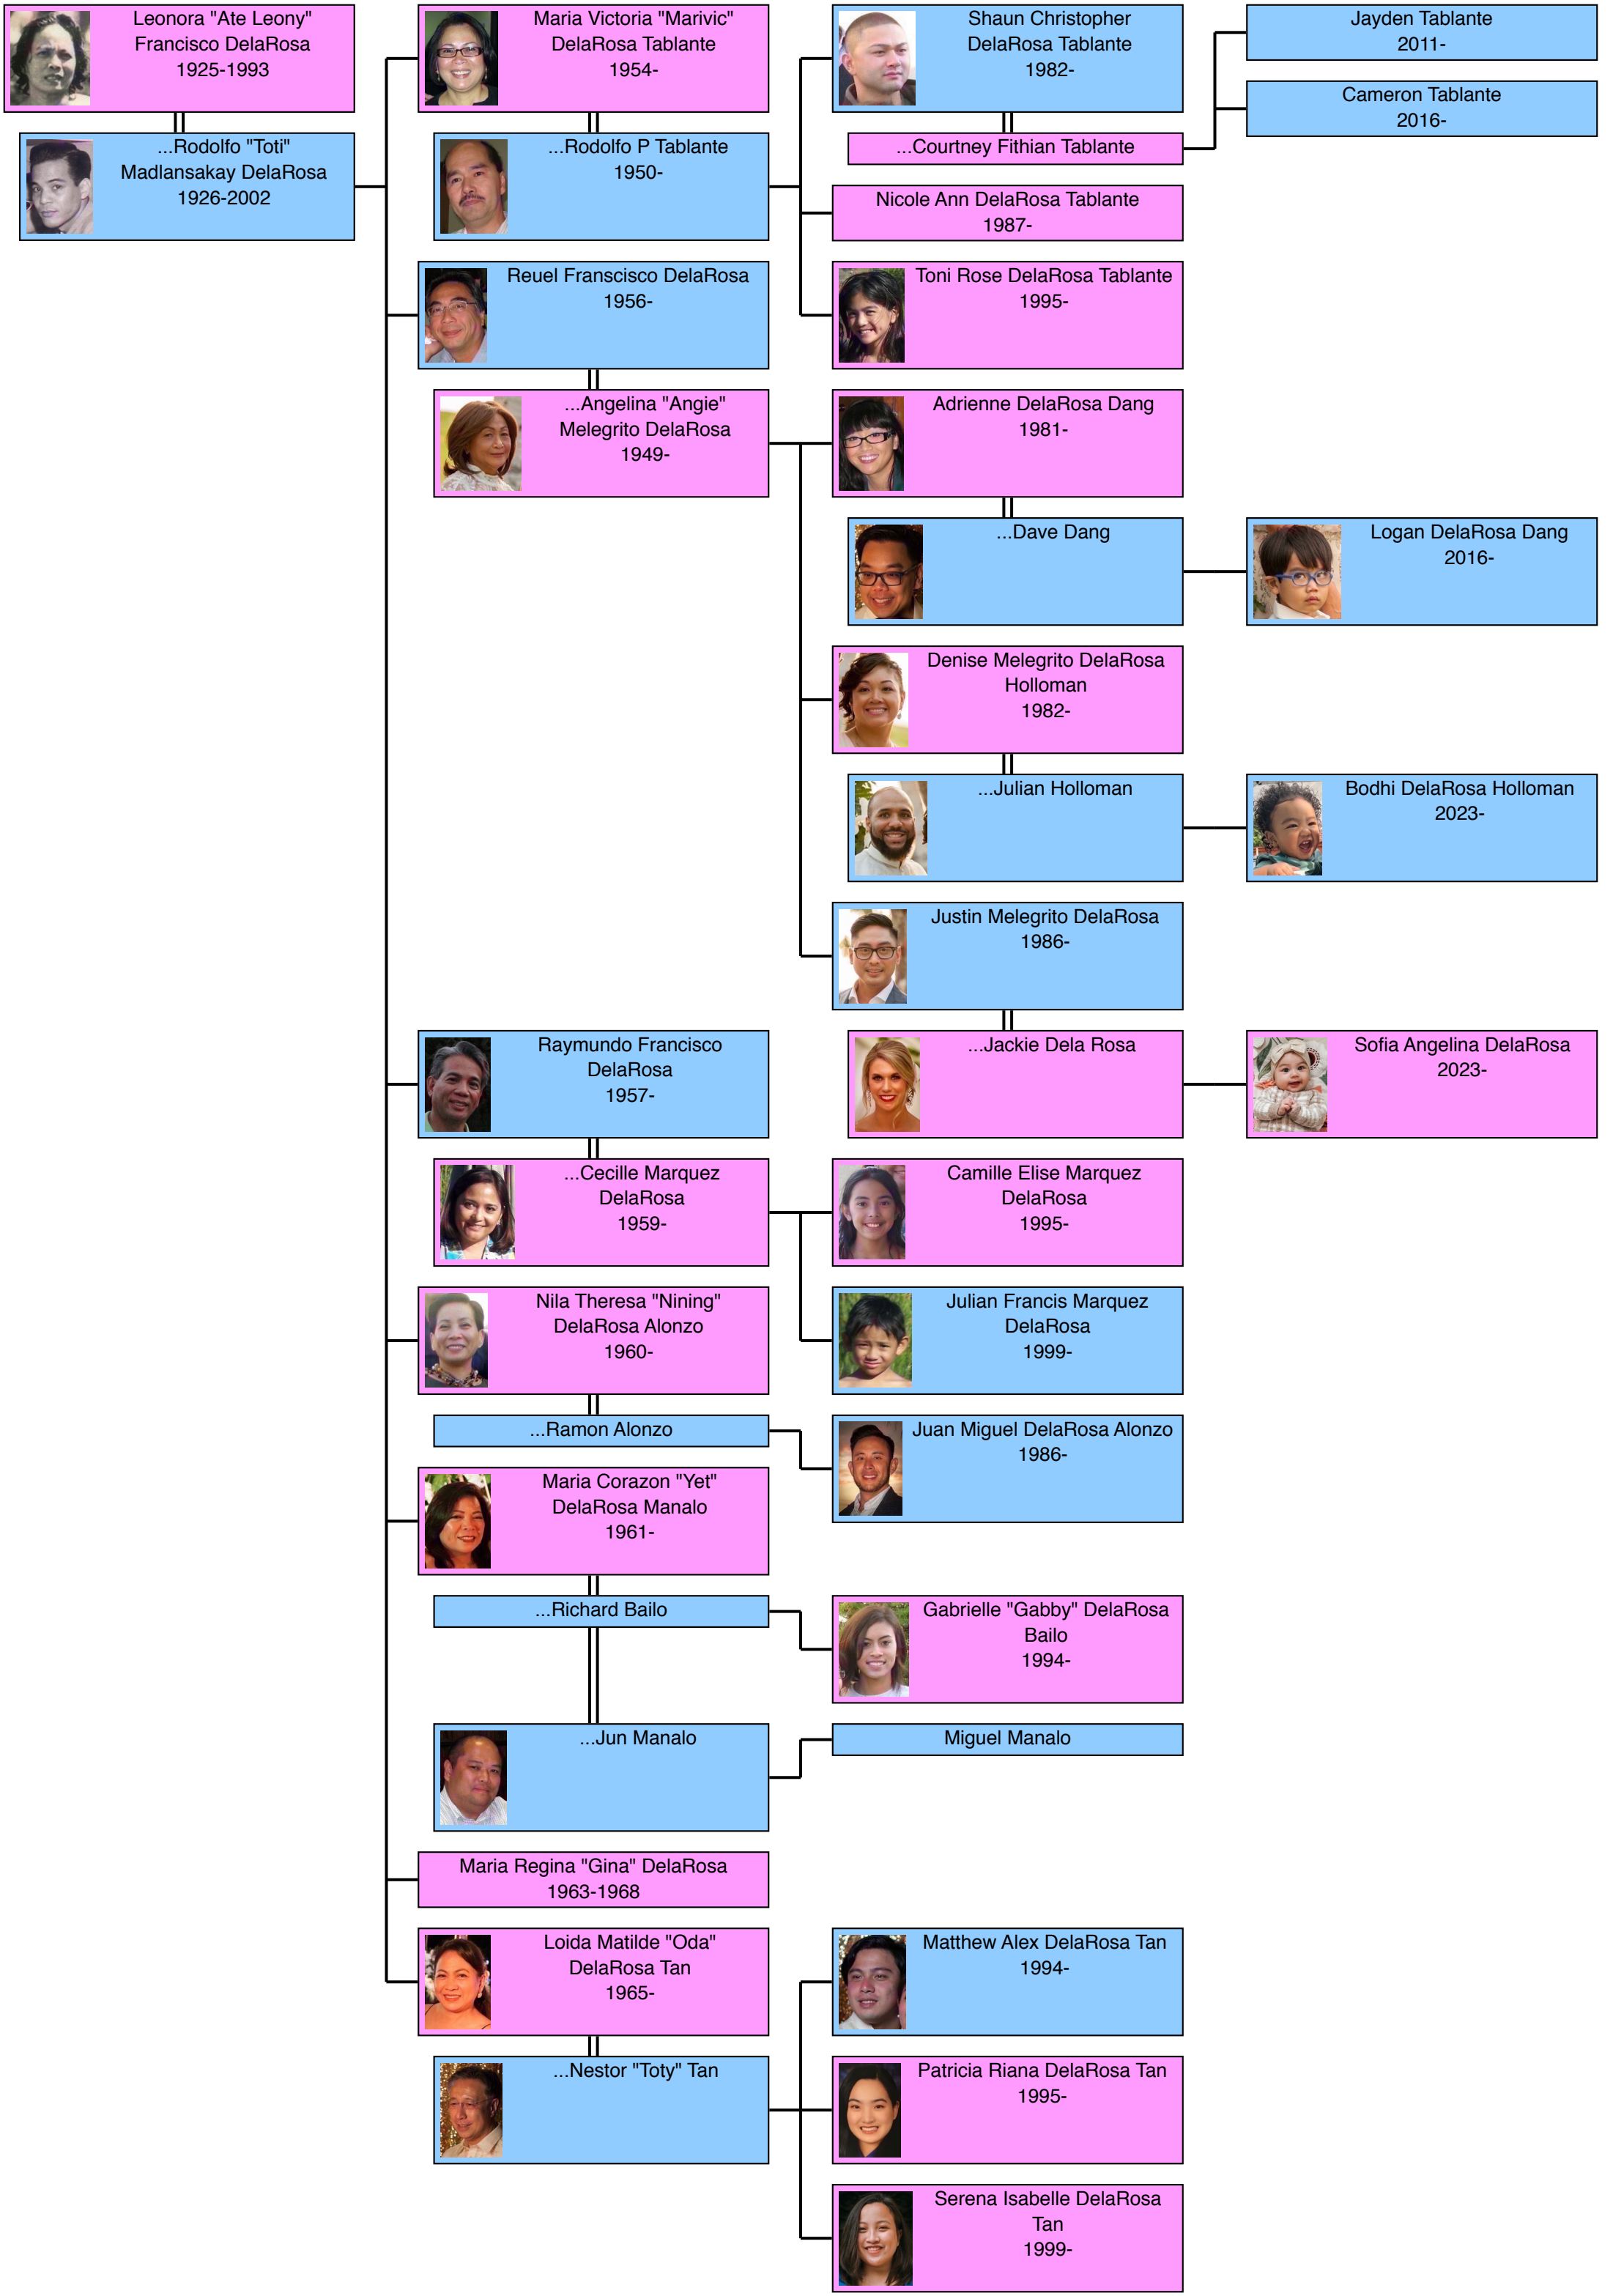 Leonora "Ate Leony"
Francisco DelaRosa
1925-1993
...Rodolfo "Toti"
Madlansakay DelaRosa
1926-2002
Maria Victoria "Marivic"
DelaRosa Tablante
1954-
...Rodolfo P Tablante
1950-
Shaun Christopher
DelaRosa Tablante
1982-
...Courtney Fithian Tablante
Jayden Tablante
2011-
Cameron Tablante
2016-
Nicole Ann DelaRosa Tablante
1987-
Toni Rose DelaRosa Tablante
1995-
Reuel Franscisco DelaRosa
1956-
...Angelina "Angie"
Melegrito DelaRosa
1949-
Adrienne DelaRosa Dang
1981-
...Dave Dang
Logan DelaRosa Dang
2016-
Denise Melegrito DelaRosa
Holloman
1982-
...Julian Holloman
Bodhi DelaRosa Holloman
2023-
Justin Melegrito DelaRosa
1986-
...Jackie Dela Rosa
Sofia Angelina DelaRosa
2023-
Raymundo Francisco
DelaRosa
1957-
...Cecille Marquez
DelaRosa
1959-
Camille Elise Marquez
DelaRosa
1995-
Julian Francis Marquez
DelaRosa
1999-
Nila Theresa "Nining"
DelaRosa Alonzo
1960-
...Ramon Alonzo
Juan Miguel DelaRosa Alonzo
1986-
Maria Corazon "Yet"
DelaRosa Manalo
1961-
...Richard Bailo
Gabrielle "Gabby" DelaRosa
Bailo
1994-
...Jun Manalo
Miguel Manalo
Maria Regina "Gina" DelaRosa
1963-1968
Loida Matilde "Oda"
DelaRosa Tan
1965-
...Nestor "Toty" Tan
Matthew Alex DelaRosa Tan
1994-
Patricia Riana DelaRosa Tan
1995-
Serena Isabelle DelaRosa
Tan
1999-